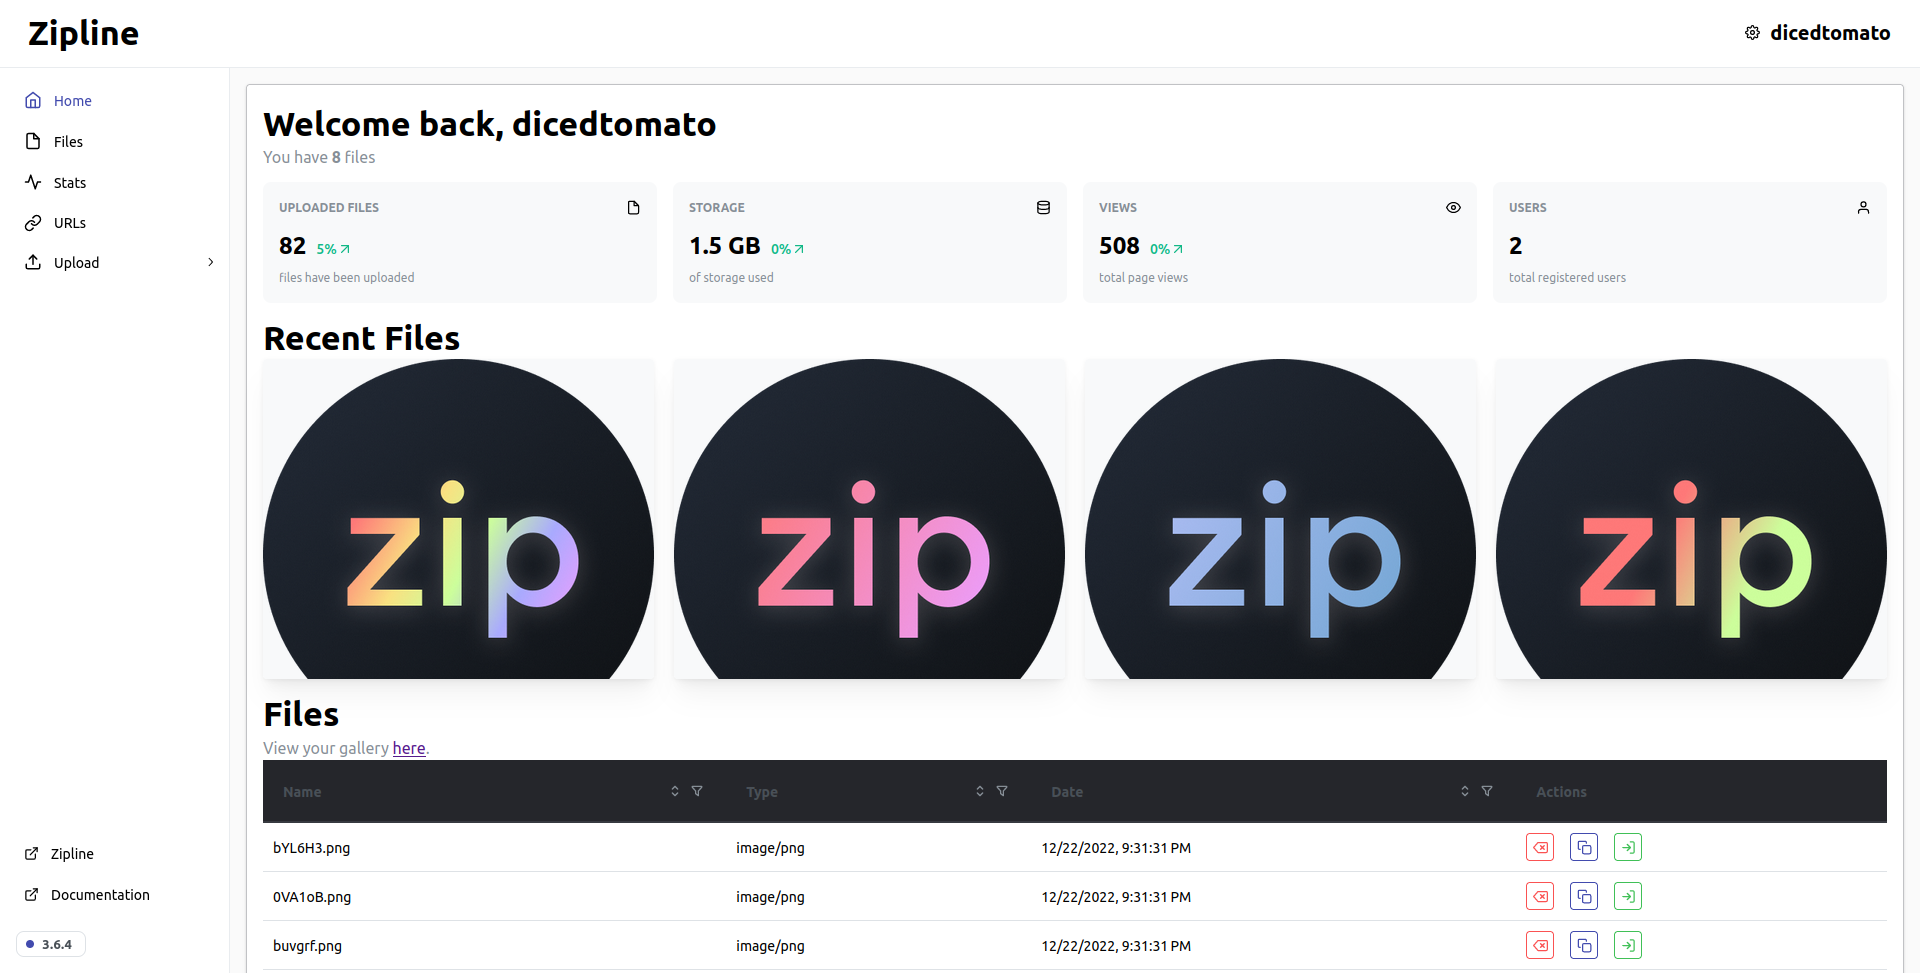 Zipline
dicedtomato
Home
Files
Stats
URLs
Upload
Zipline
Documentation
3.6.4
Welcome back, dicedtomato
You have 8 files
UPLOADED FILES
82 5%
files have been uploaded
STORAGE
1.5 GB 0%
of storage used
VIEWS
508 0%
total page views
USERS
2
total registered users
Recent Files
zip
zip
zip
zip
Files
View your gallery here.
Name Type Date Actions
bYL6H3.png image/png 12/22/2022, 9:31:31 PM
0VA1oB.png image/png 12/22/2022, 9:31:31 PM
buvgrf.png image/png 12/22/2022, 9:31:31 PM